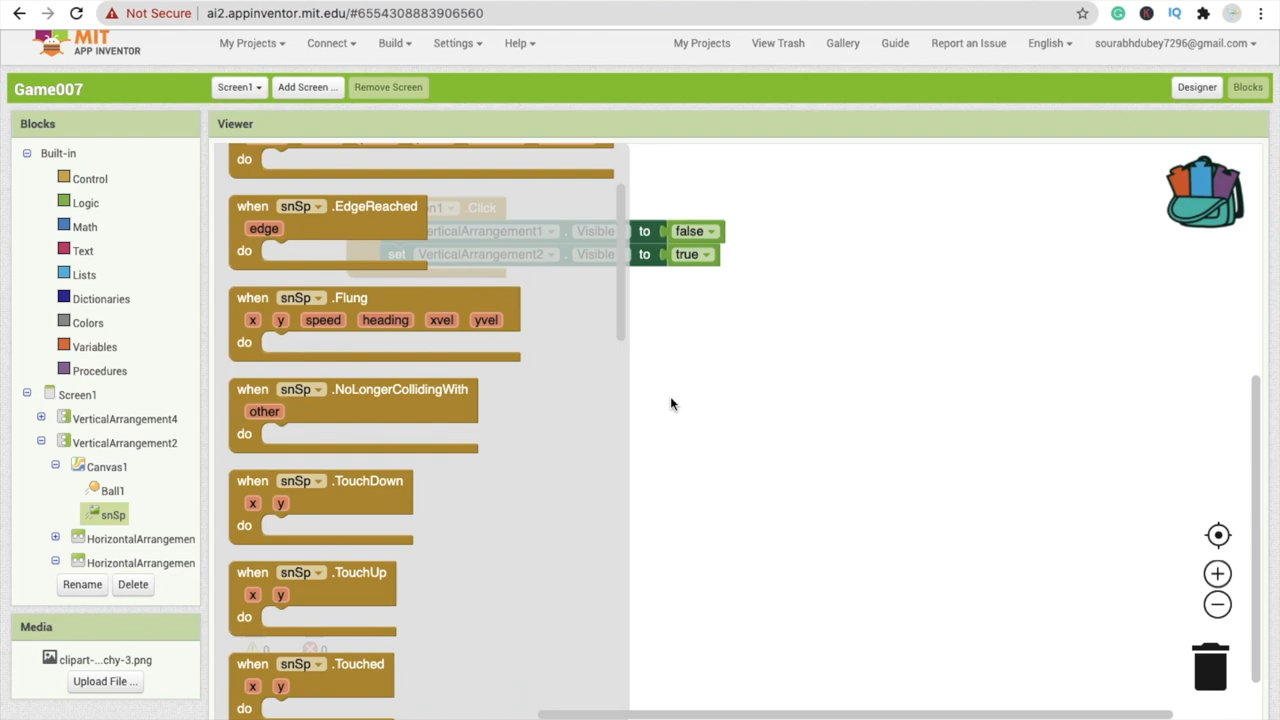 Not Secure | ai2.appinventor.mit.edu/#6554308883906560
MIT
APP INVENTOR
My Projects Connect Build Settings Help My Projects View Trash Gallery Guide Report an Issue English sourabhdubey7296@gmail.com
Game007 Screen1 Add Screen ... Remove Screen Designer Blocks
Blocks
Viewer
Built-in
Control
Logic
Math
Text
Lists
Dictionaries
Colors
Variables
Procedures
Screen1
VerticalArrangement4
VerticalArrangement2
Canvas1
Ball1
snSp
HorizontalArrangemen
HorizontalArrangemen
Rename Delete
Media
clipart-...chy-3.png
Upload File ...
do
when snSp .EdgeReached
edge
do
when snSp .Flung
x y speed heading xvel yvel
do
when snSp .NoLongerCollidingWith
other
do
when snSp .TouchDown
x y
do
when snSp .TouchUp
x y
do
when snSp .Touched
x y
do
on1 .Click
erticalArrangement1 . Visible to false
set VerticalArrangement2 . Visible to true
0 0